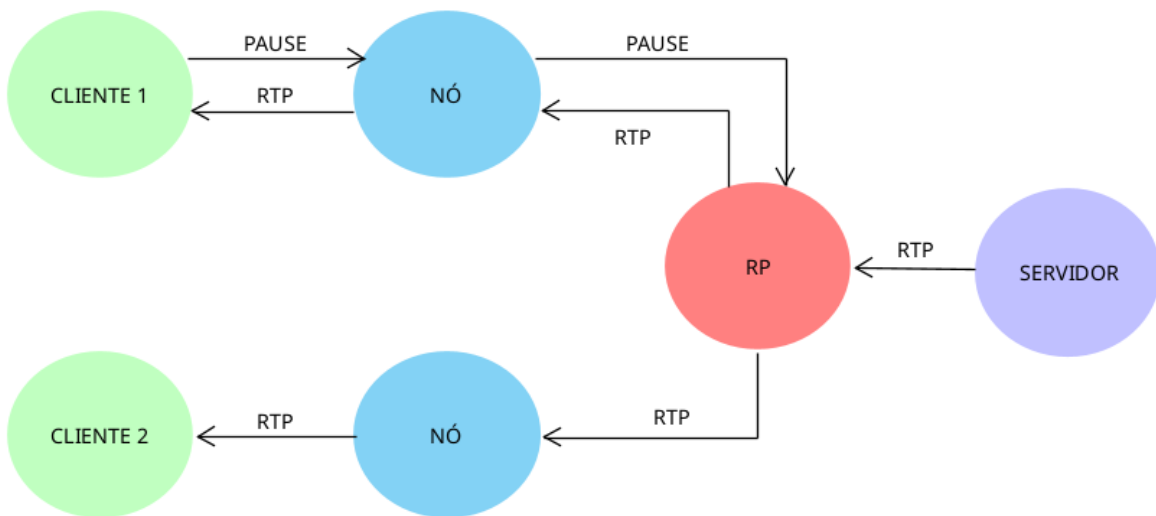 PAUSE
PAUSE
CLIENTE 1
RTP
NÓ
RTP
RTP
RP
SERVIDOR
RTP
RTP
CLIENTE 2
NÓ